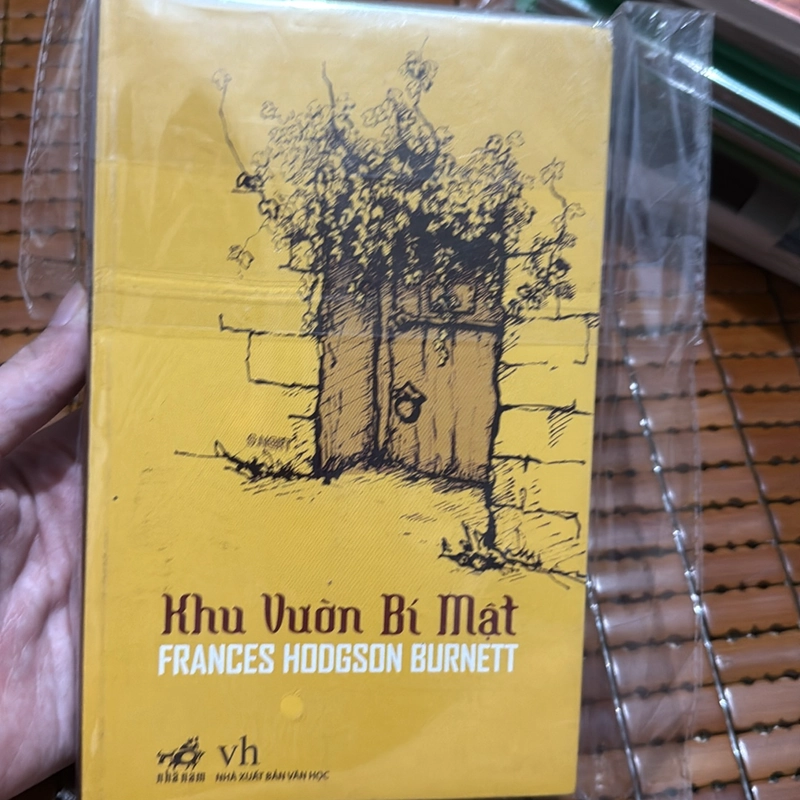 Khu Vườn Bí Mật
FRANCES HODGSON BURNETT
nhã nam
vh
NHÀ XUẤT BẢN VĂN HỌC